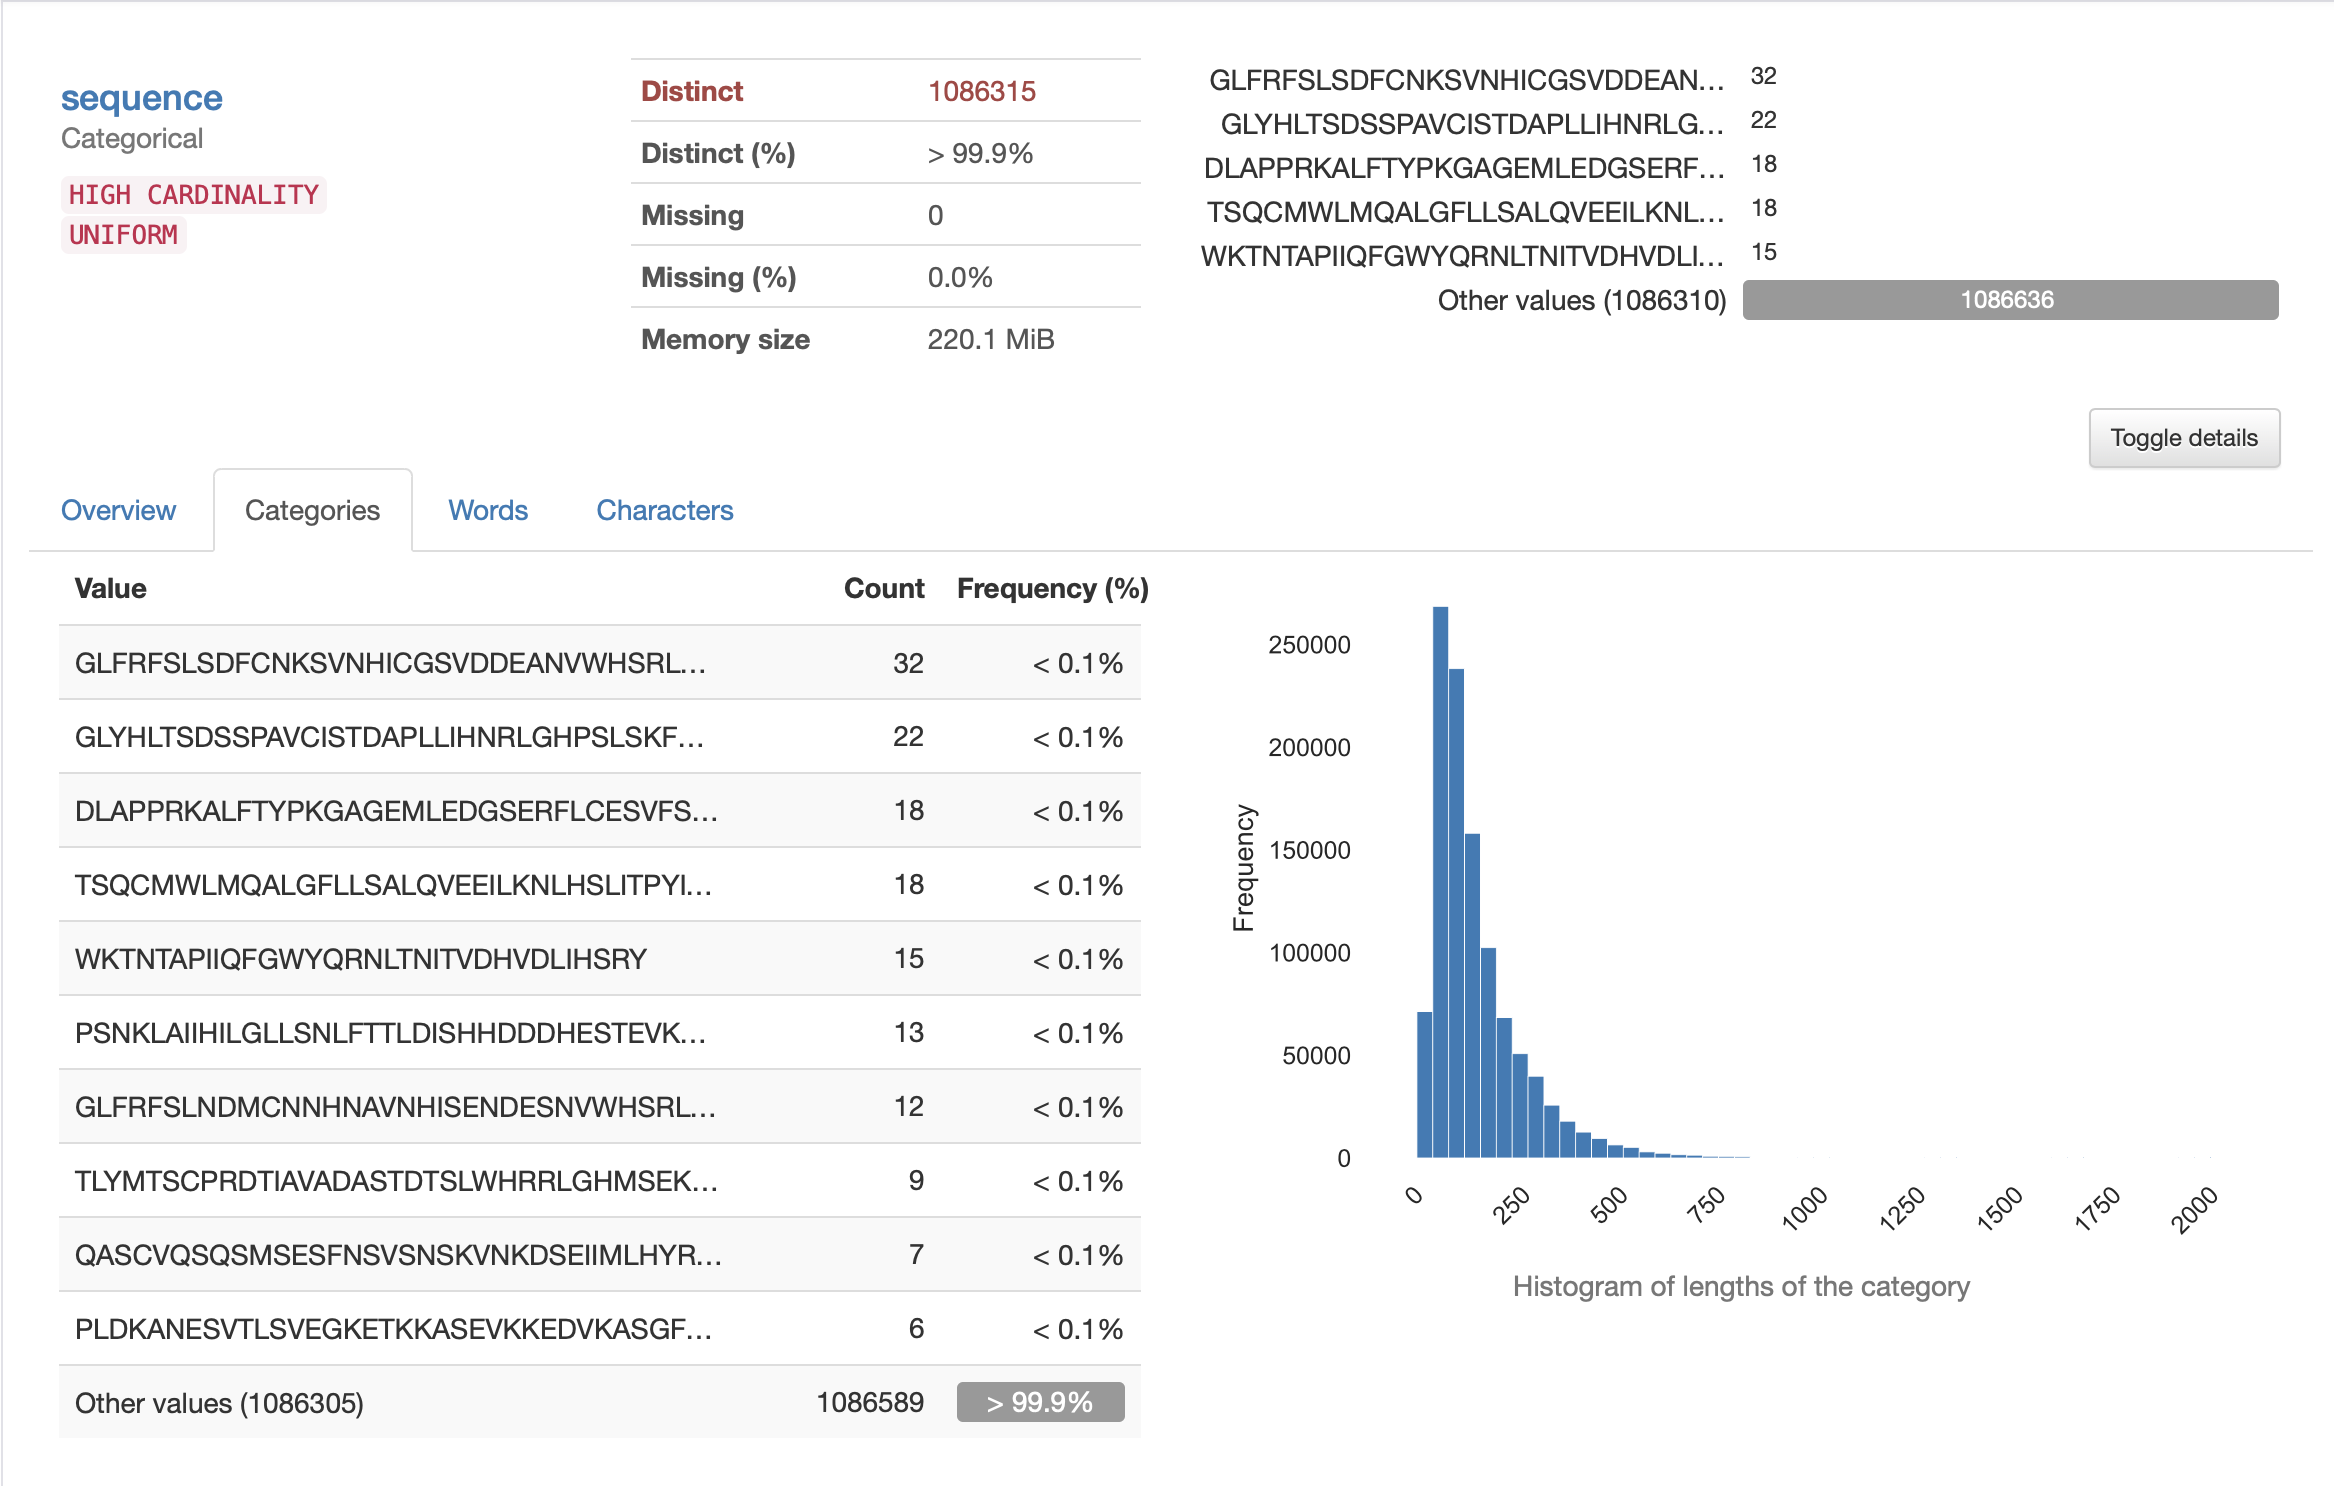 sequence
Categorical
HIGH CARDINALITY
UNIFORM
Distinct 1086315
Distinct (%) > 99.9%
Missing 0
Missing (%) 0.0%
Memory size 220.1 MiB
GLFRFSLSDFCNKSVNHICGSVDDEAN... 32
GLYHLTSDSSPAVCISTDAPLLIHNRLG... 22
DLAPPRKALFTYPKGAGEMLEDGSERF... 18
TSQCMWLMQALGFLLSALQVEEILKNL... 18
WKTNTAPIIQFGWYQRNLTNITVDHVDLI... 15
Other values (1086310) 1086636
Toggle details
Overview Categories Words Characters
Value Count Frequency (%)
GLFRFSLSDFCNKSVNHICGSVDDEANVWHSRL... 32 < 0.1%
GLYHLTSDSSPAVCISTDAPLLIHNRLGHPSLSKF... 22 < 0.1%
DLAPPRKALFTYPKGAGEMLEDGSERFLCESVFS... 18 < 0.1%
TSQCMWLMQALGFLLSALQVEEILKNLHSLITPYI... 18 < 0.1%
WKTNTAPIIQFGWYQRNLTNITVDHVDLIHSRY 15 < 0.1%
PSNKLAIIHILGLLSNLFTTLDISHHDDDHESTEVK... 13 < 0.1%
GLFRFSLNDMCNNHNAVNHISENDESNVWHSRL... 12 < 0.1%
TLYMTSCPRDTIAVADASTDTSLWHRRLGHMSEK... 9 < 0.1%
QASCVQSQSMSESFNSVSNSKVNKDSEIIMLHYR... 7 < 0.1%
PLDKANESVTLSVEGKETKKASEVKKEDVKASGF... 6 < 0.1%
Other values (1086305) 1086589 > 99.9%
Frequency
250000
200000
150000
100000
50000
0
0 250 500 750 1000 1250 1500 1750 2000
Histogram of lengths of the category